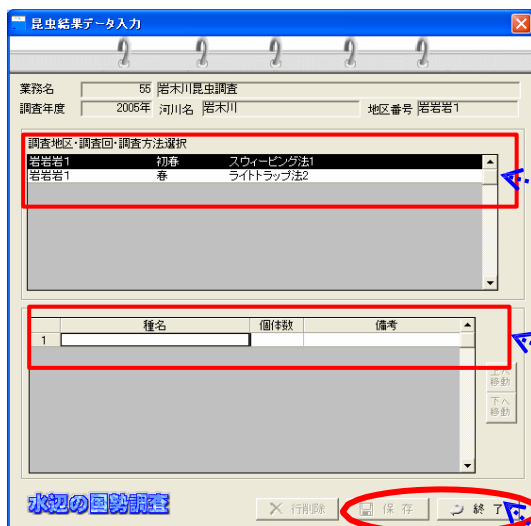 昆虫結果データ入力
業務名 55 岩木川昆虫調査
調査年度 2005年 河川名 岩木川 地区番号 岩岩岩1
調査地区・調査回・調査方法選択
岩岩岩1 初春 スウィーピング法1
岩岩岩1 春 ライトトラップ法2
種名 個体数 備考
1
上へ移動
下へ移動
水辺の国勢調査 行削除 保存 終了